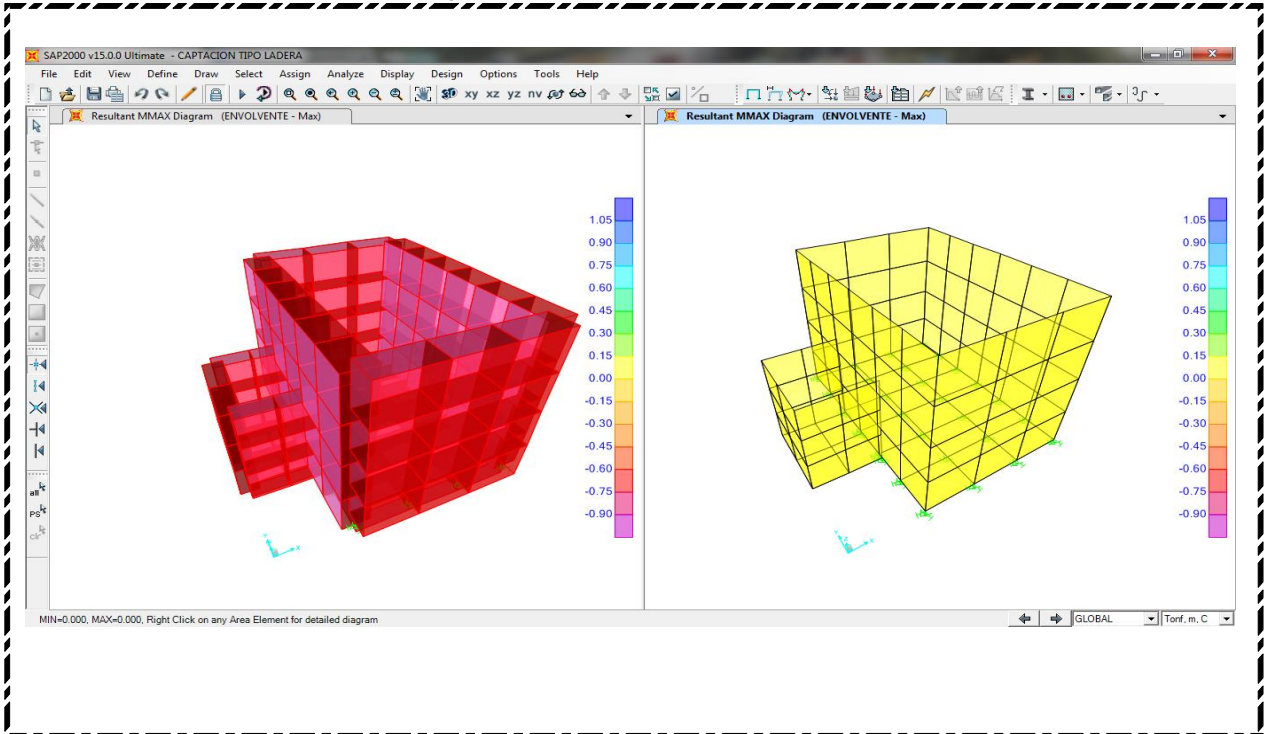 SAP2000 v15.0.0 Ultimate - CAPTACION TIPO LADERA
File Edit View Define Draw Select Assign Analyze Display Design Options Tools Help
3D xy xz yz nv
Resultant MMAX Diagram (ENVOLVENTE - Max)
Resultant MMAX Diagram (ENVOLVENTE - Max)
1.05
0.90
0.75
0.60
0.45
0.30
0.15
0.00
-0.15
-0.30
-0.45
-0.60
-0.75
-0.90
1.05
0.90
0.75
0.60
0.45
0.30
0.15
0.00
-0.15
-0.30
-0.45
-0.60
-0.75
-0.90
all
PS
clr
Y X
Y Z X
MIN=0.000, MAX=0.000, Right Click on any Area Element for detailed diagram
GLOBAL
Tonf, m, C